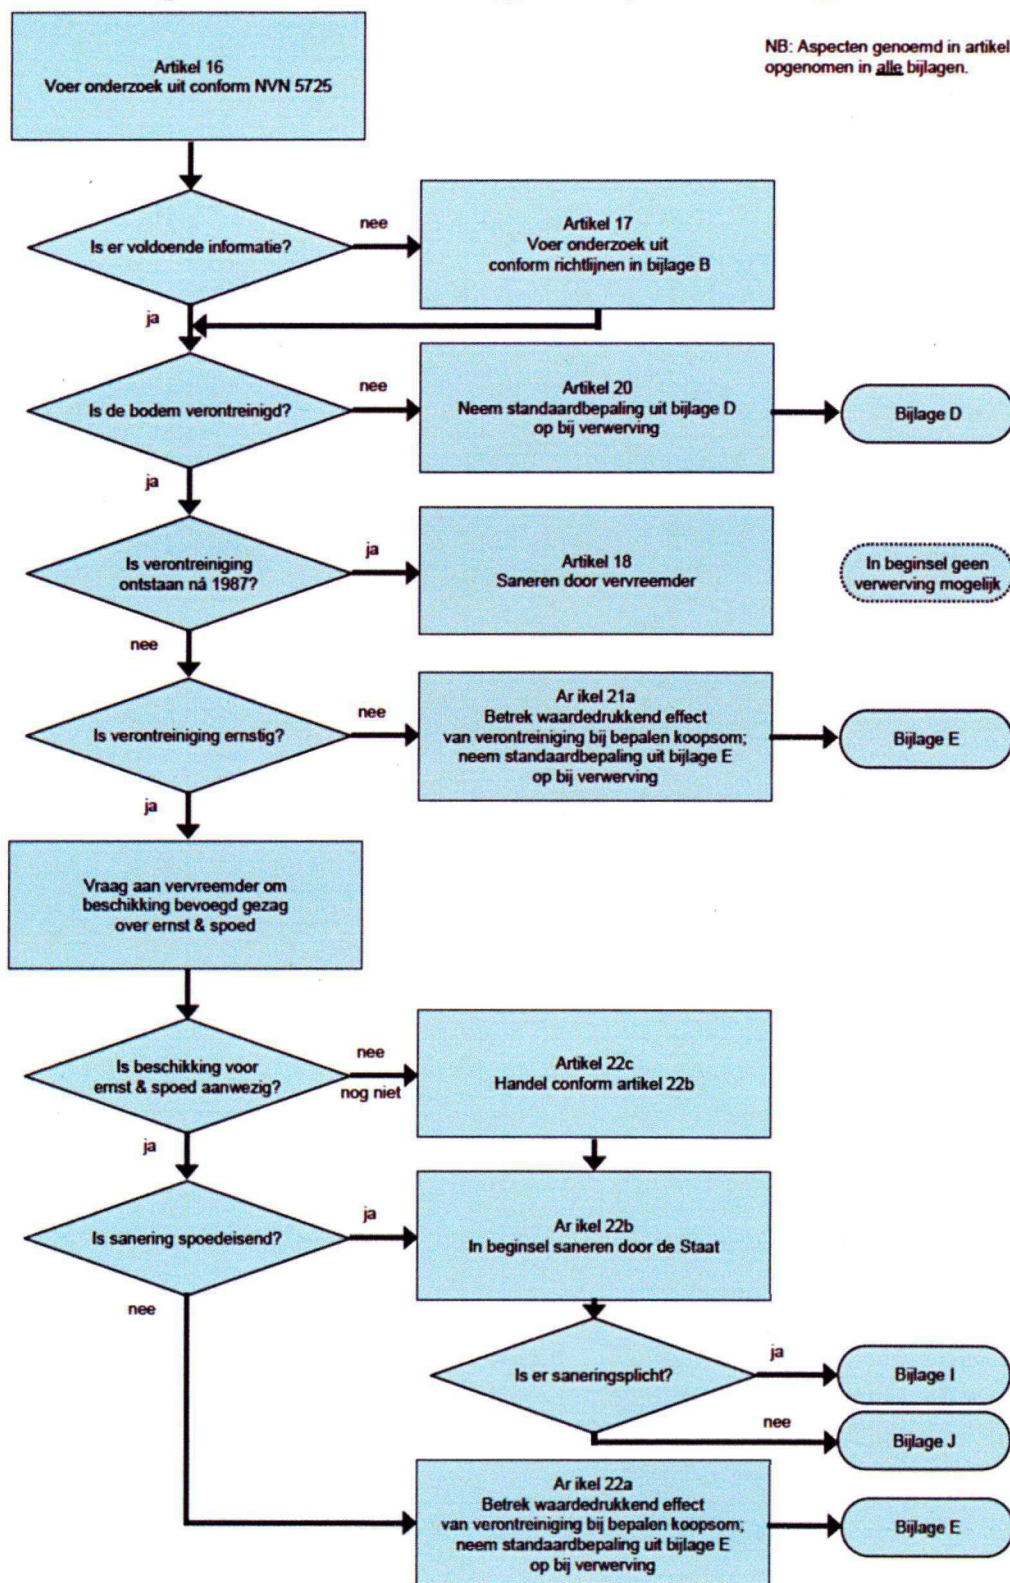 Artikel 16
Voer onderzoek uit conform NVN 5725
NB: Aspecten genoemd in artikel
opgenomen in alle bijlagen.
Is er voldoende informatie?
nee
Artikel 17
Voer onderzoek uit
conform richtlijnen in bijlage B
ja
Is de bodem verontreinigd?
nee
Artikel 20
Neem standaardbepaling uit bijlage D
op bij verwerving
Bijlage D
ja
Is verontreiniging
ontstaan ná 1987?
ja
Artikel 18
Saneren door vervreemder
In beginsel geen
verwerving mogelijk
nee
Is verontreiniging ernstig?
nee
Ar ikel 21a
Betrek waardedrukkend effect
van verontreiniging bij bepalen koopsom;
neem standaardbepaling uit bijlage E
op bij verwerving
Bijlage E
ja
Vraag aan vervreemder om
beschikking bevoegd gezag
over ernst & spoed
Is beschikking voor
ernst & spoed aanwezig?
nee
nog niet
Artikel 22c
Handel conform artikel 22b
ja
Is sanering spoedeisend?
ja
Ar ikel 22b
In beginsel saneren door de Staat
nee
Is er saneringsplicht?
ja
Bijlage I
nee
Bijlage J
Ar ikel 22a
Betrek waardedrukkend effect
van verontreiniging bij bepalen koopsom;
neem standaardbepaling uit bijlage E
op bij verwerving
Bijlage E